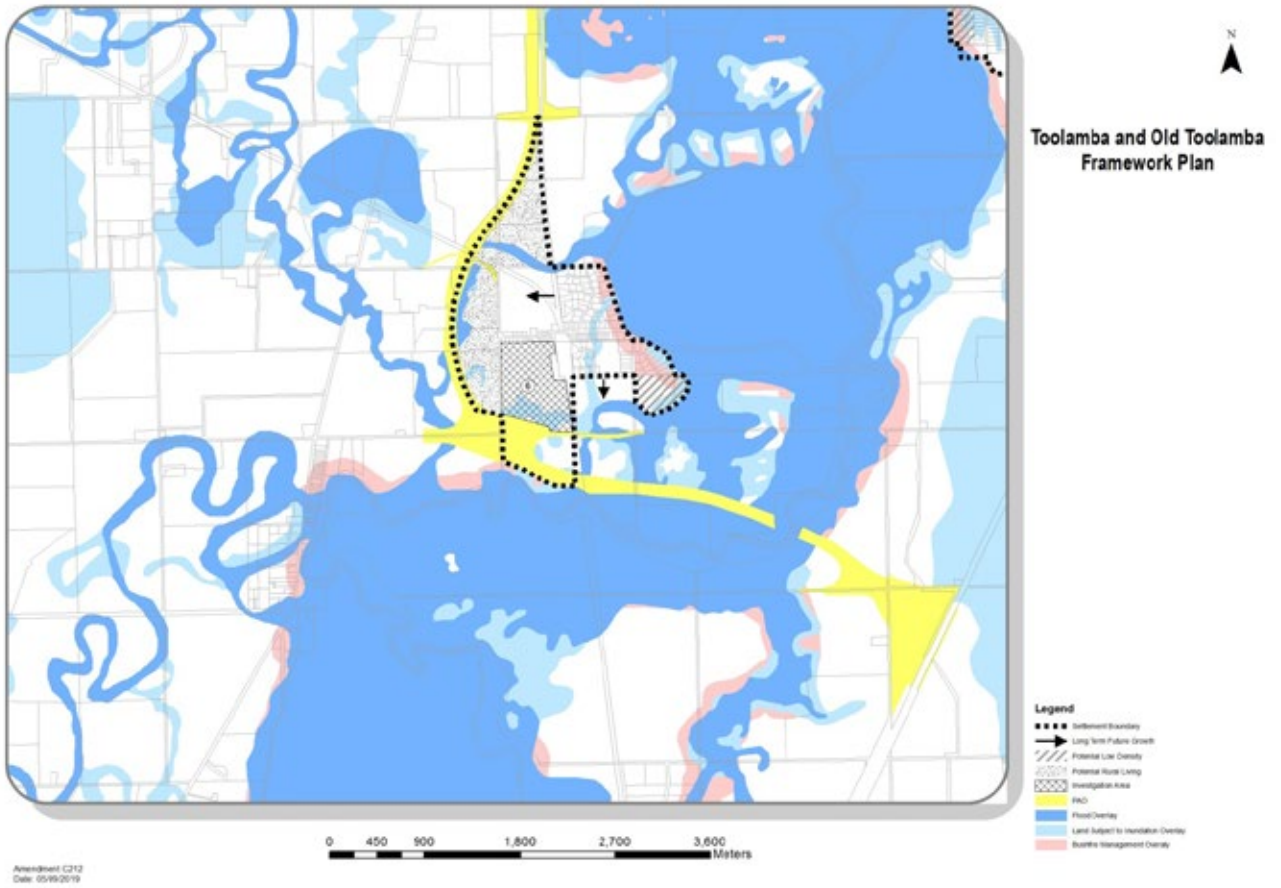 N
Toolamba and Old Toolamba
Framework Plan
6
Legend
Settlement Boundary
Long Term Future Growth
Potential Low Density
Potential Rural Living
Investigation Area
PAO
Flood Overlay
Land Subject to Inundation Overlay
Bushfire Management Overlay
0 450 900 1,800 2,700 3,600
Meters
Amendment C212
Date: 05/09/2019